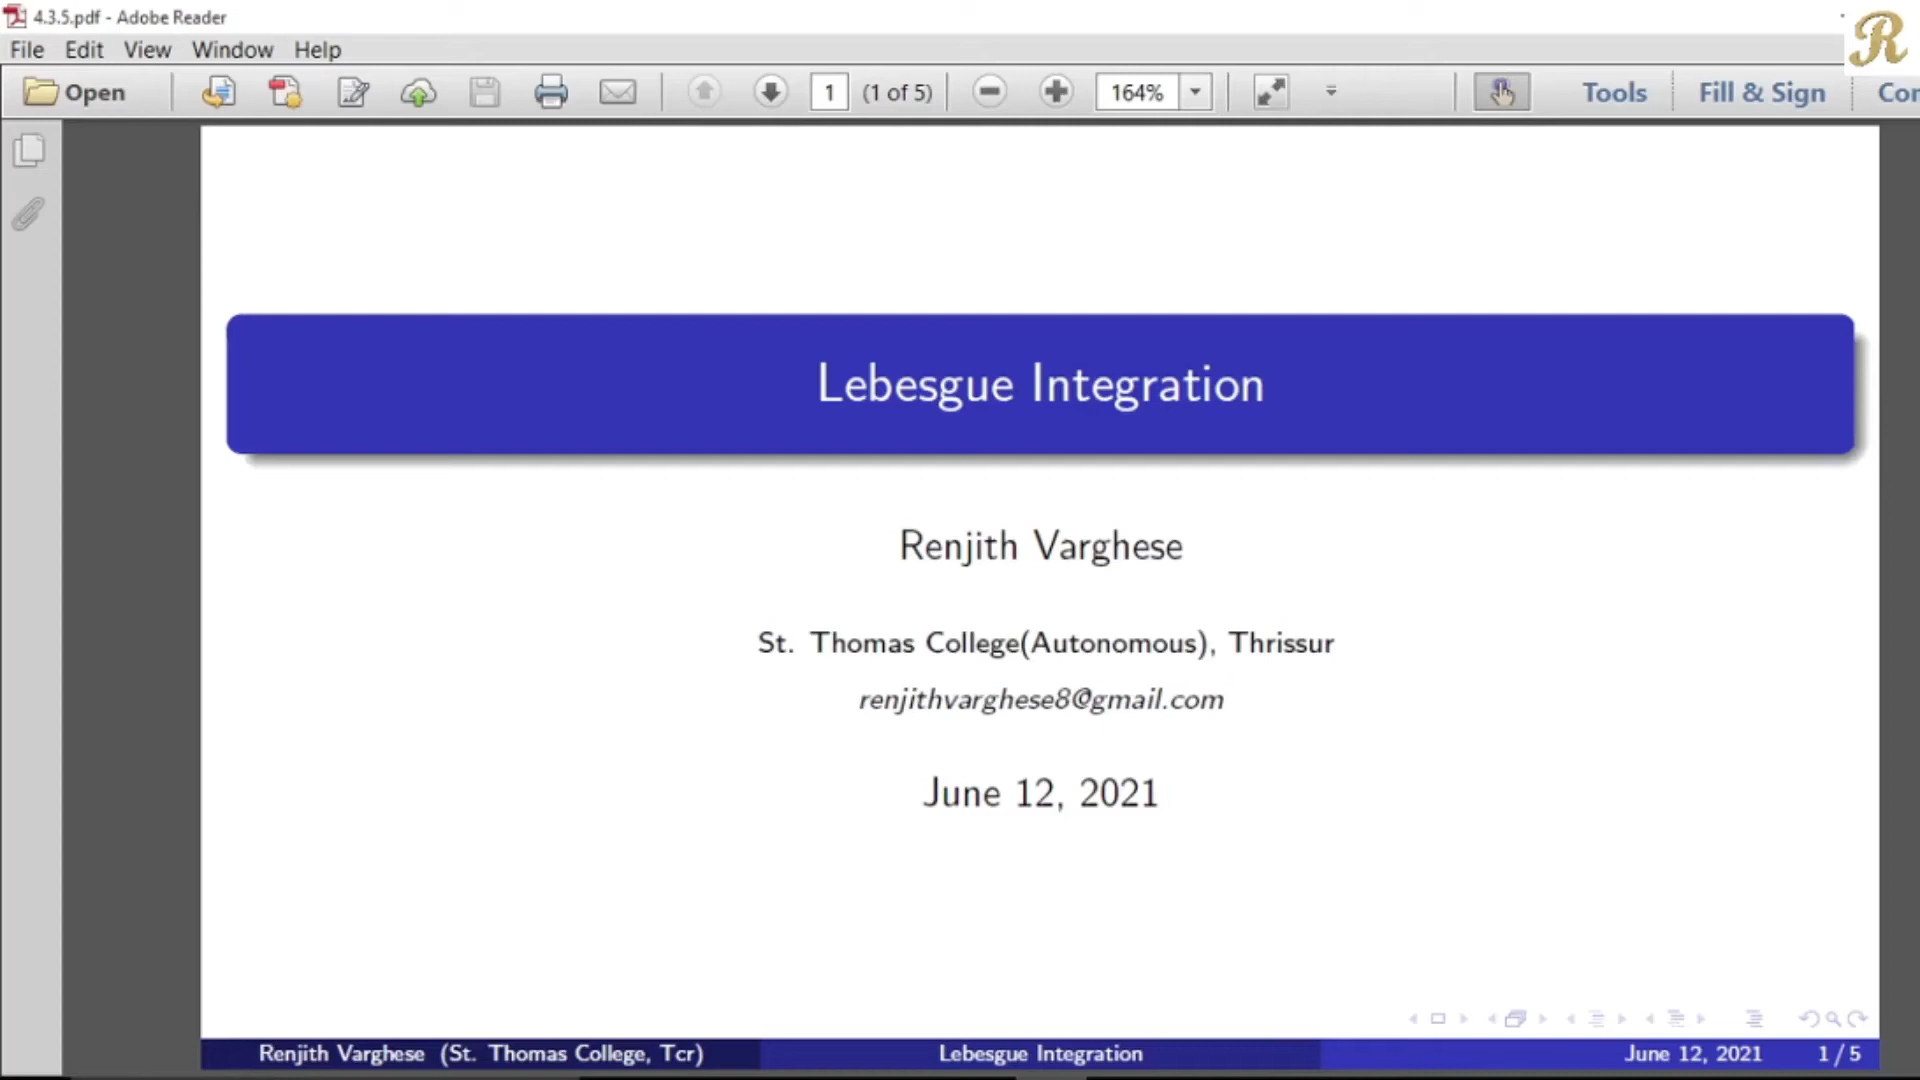 4.3.5.pdf - Adobe Reader
R
File Edit View Window Help
Open 1 (1 of 5) 164% Tools Fill & Sign
Lebesgue Integration
Renjith Varghese
St. Thomas College(Autonomous), Thrissur
renjithvarghese8@gmail.com
June 12, 2021
Renjith Varghese (St. Thomas College, Tcr) Lebesgue Integration June 12, 2021 1 / 5